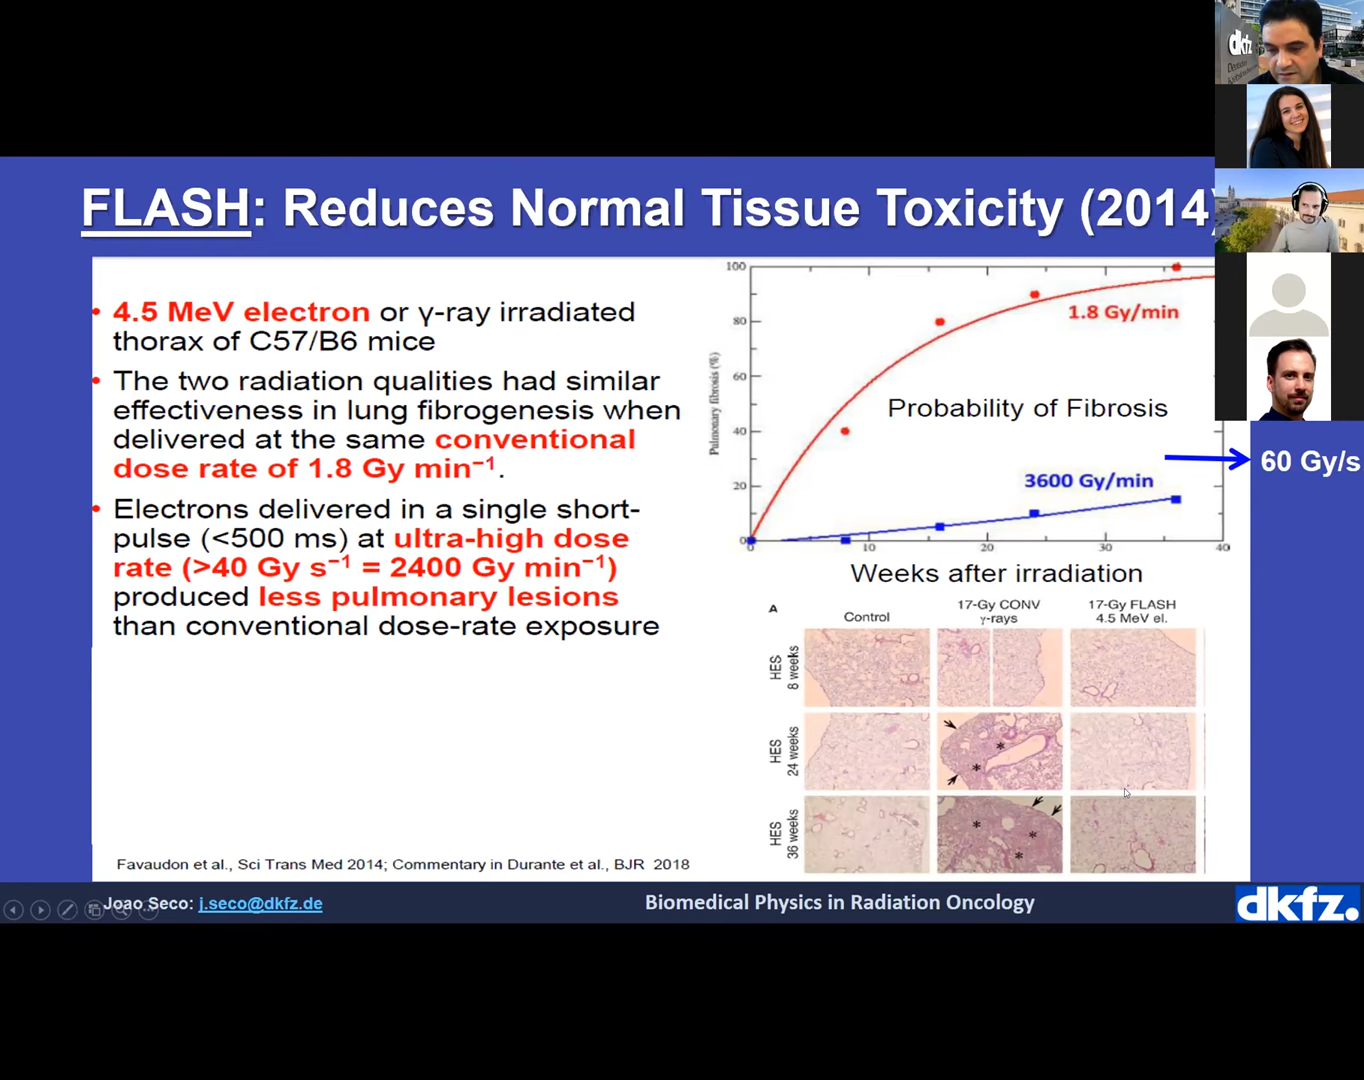 dkfz
FLASH: Reduces Normal Tissue Toxicity (2014)
• 4.5 MeV electron or γ-ray irradiated
thorax of C57/B6 mice
• The two radiation qualities had similar
effectiveness in lung fibrogenesis when
delivered at the same conventional
dose rate of 1.8 Gy min⁻¹.
• Electrons delivered in a single short-
pulse (<500 ms) at ultra-high dose
rate (>40 Gy s⁻¹ = 2400 Gy min⁻¹)
produced less pulmonary lesions
than conventional dose-rate exposure
Favaudon et al., Sci Trans Med 2014; Commentary in Durante et al., BJR 2018
Pulmonary fibrosis (%)
100
80
60
40
20
0
1.8 Gy/min
Probability of Fibrosis
3600 Gy/min
60 Gy/s
10
20
30
40
Weeks after irradiation
A
Control
17-Gy CONV
γ-rays
17-Gy FLASH
4.5 MeV el.
HES
8 weeks
HES
24 weeks
HES
36 weeks
Joao Seco: j.seco@dkfz.de
Biomedical Physics in Radiation Oncology
dkfz.